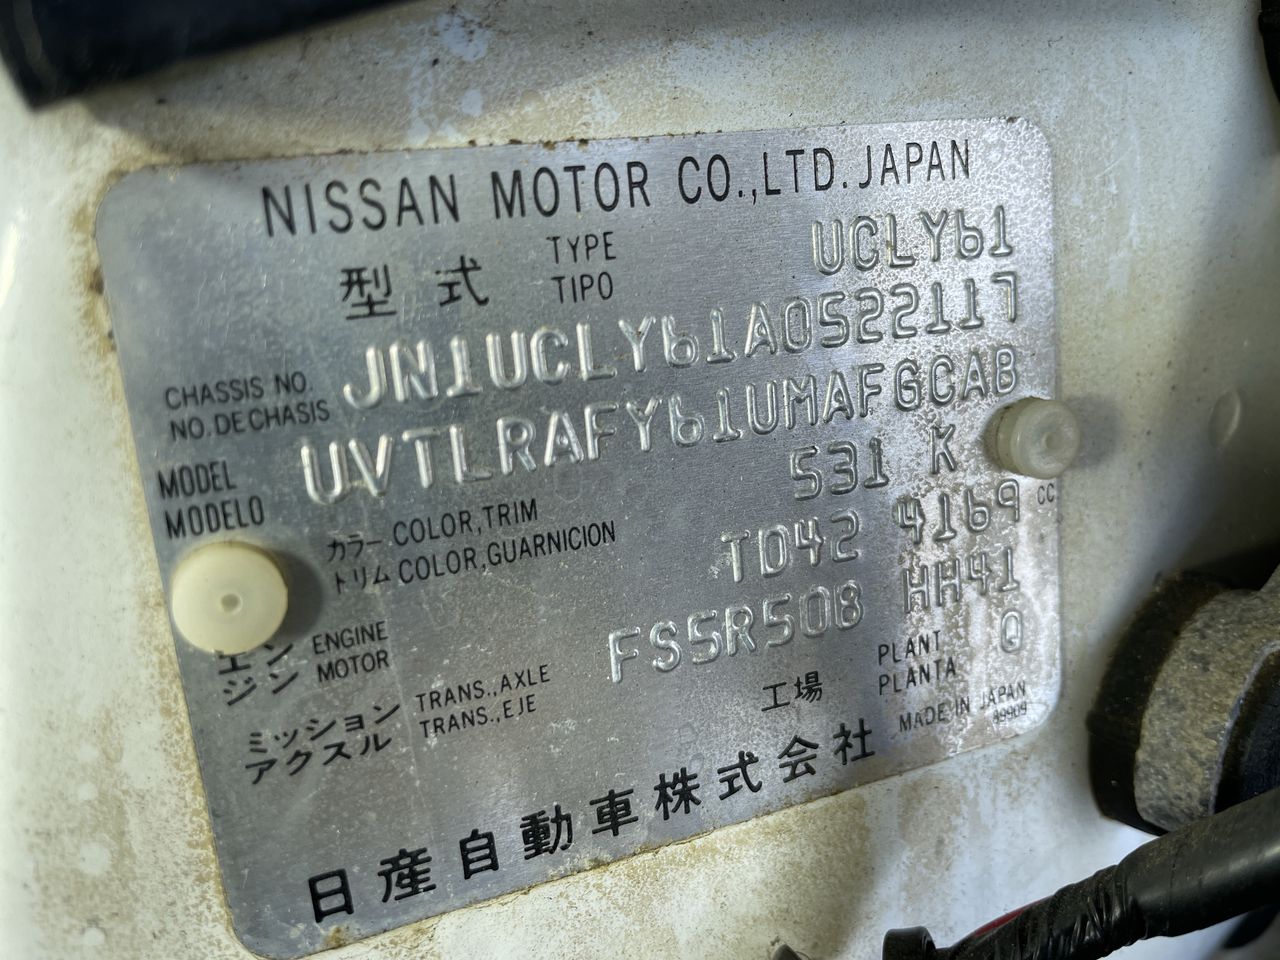 NISSAN MOTOR CO.,LTD. JAPAN
型式 TYPE TIPO UCLY61
CHASSIS NO. NO. DE CHASIS JN1UCLY61A0522117
MODEL MODELO UVTLRAFY61UMAFGCAB
カラー COLOR,TRIM 531 K
トリム COLOR,GUARNICION
エンジン ENGINE MOTOR TD42 4169 CC
ミッション アクスル TRANS.,AXLE TRANS.,EJE FS5R50B HH41
工場 PLANT PLANTA Q
日産自動車株式会社 MADE IN JAPAN
89909